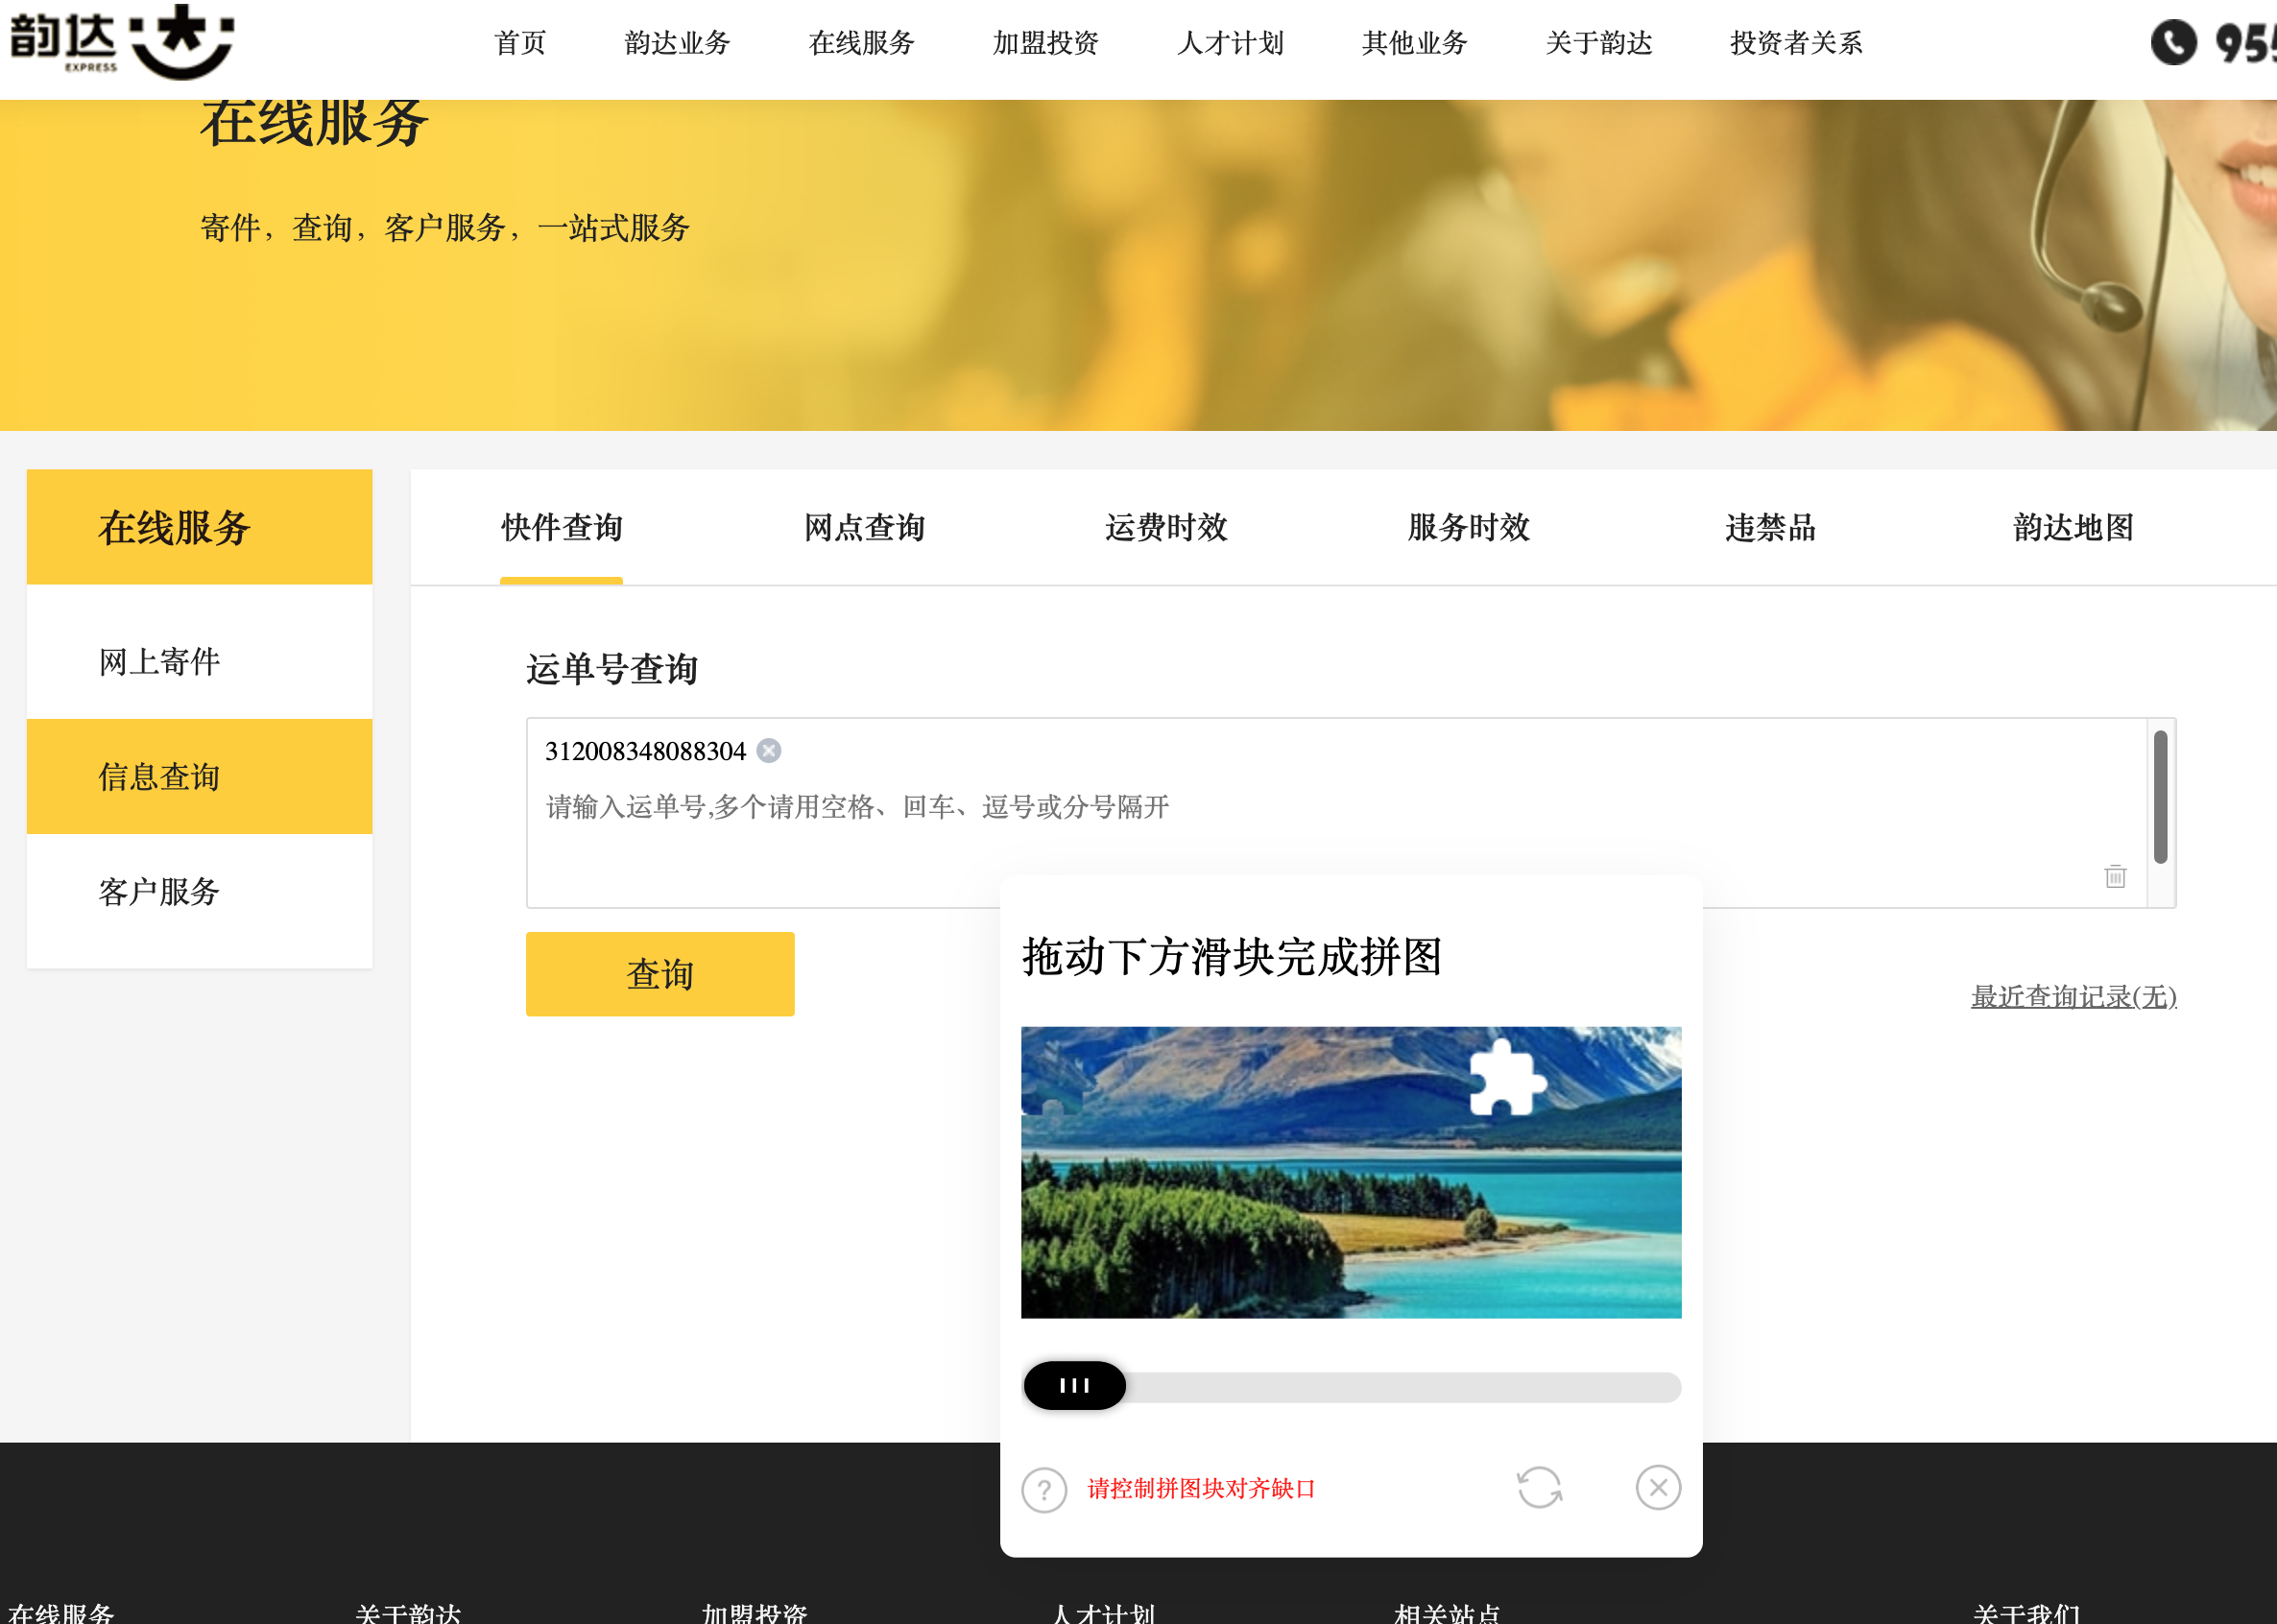 韵达
EXPRESS
首页
韵达业务
在线服务
加盟投资
人才计划
其他业务
关于韵达
投资者关系
955
在线服务
寄件，查询，客户服务，一站式服务
在线服务
网上寄件
信息查询
客户服务
快件查询
网点查询
运费时效
服务时效
违禁品
韵达地图
运单号查询
312008348088304
请输入运单号,多个请用空格、回车、逗号或分号隔开
查询
最近查询记录(无)
拖动下方滑块完成拼图
请控制拼图块对齐缺口
在线服务
关于韵达
加盟投资
人才计划
相关站点
关于我们